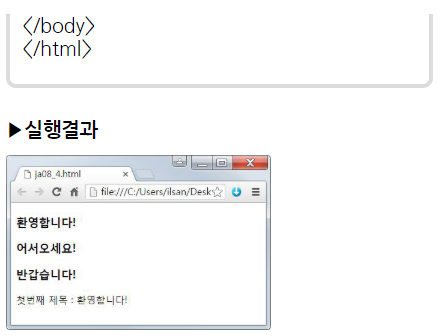 </body>
</html>
▶실행결과
ja08_4.html
file:///C:/Users/ilsan/Desk
환영합니다!
어서오세요!
반갑습니다!
첫번째 제목 : 환영합니다!